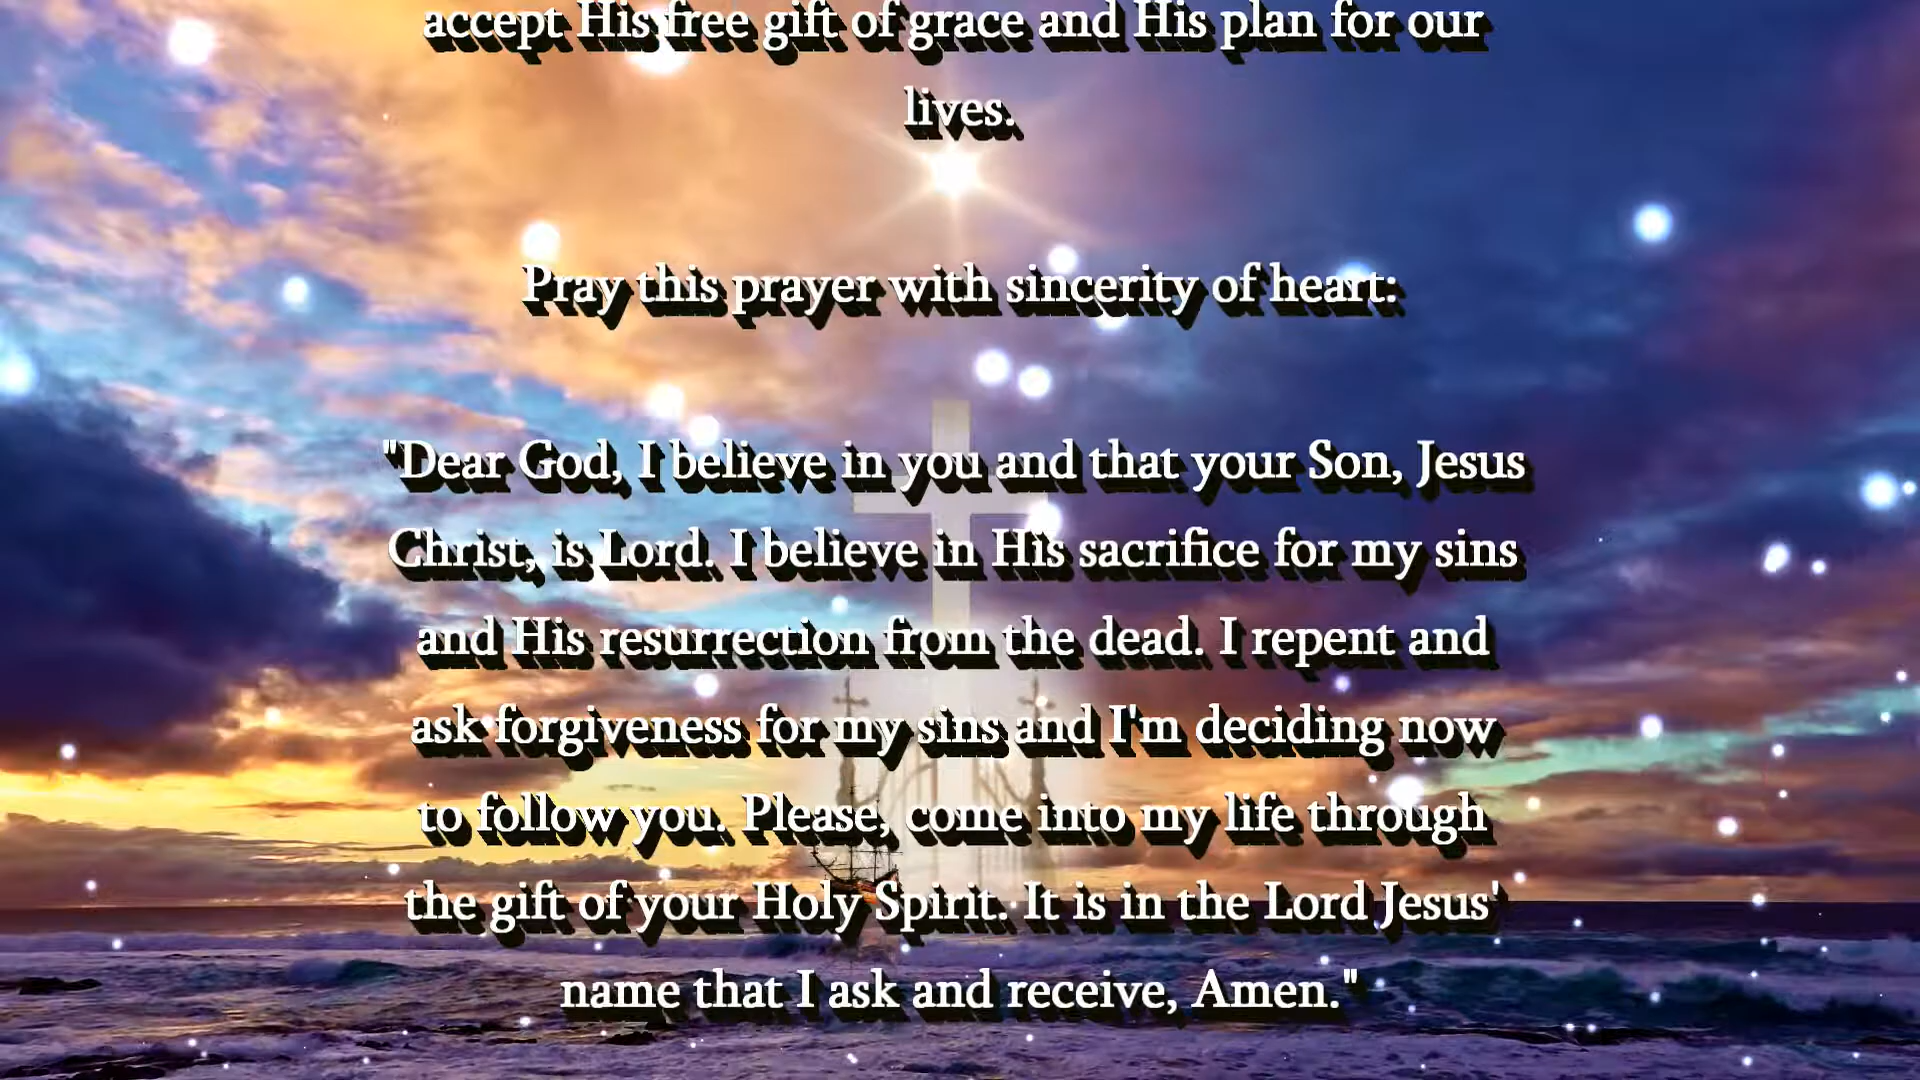 accept His free gift of grace and His plan for our
lives.
Pray this prayer with sincerity of heart:
"Dear God, I believe in you and that your Son, Jesus
Christ, is Lord. I believe in His sacrifice for my sins
and His resurrection from the dead. I repent and
ask forgiveness for my sins and I'm deciding now
to follow you. Please, come into my life through
the gift of your Holy Spirit. It is in the Lord Jesus'
name that I ask and receive, Amen."